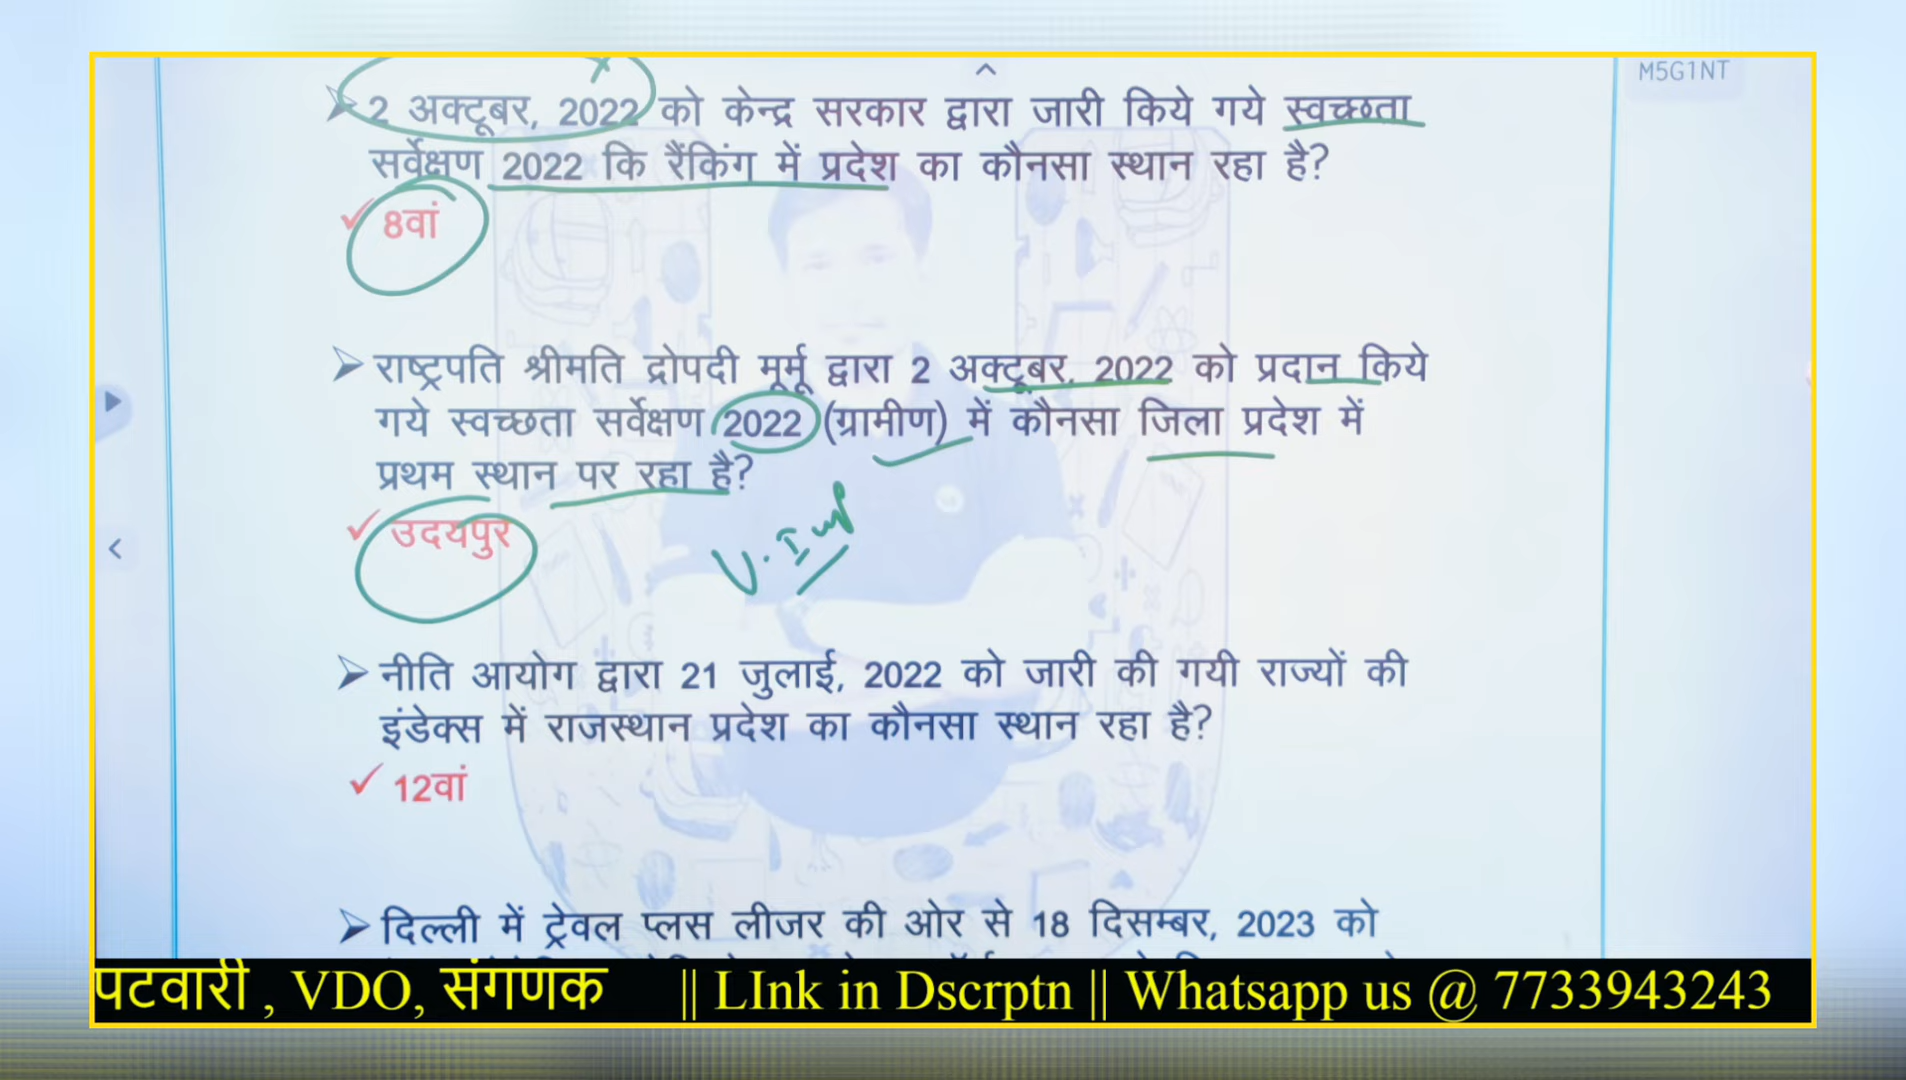 M5G1NT
2 अक्टूबर, 2022 को केन्द्र सरकार द्वारा जारी किये गये स्वच्छता
सर्वेक्षण 2022 कि रैंकिंग में प्रदेश का कौनसा स्थान रहा है?
8वां
राष्ट्रपति श्रीमति द्रोपदी मूर्मू द्वारा 2 अक्टूबर, 2022 को प्रदान किये
गये स्वच्छता सर्वेक्षण 2022 (ग्रामीण) में कौनसा जिला प्रदेश में
प्रथम स्थान पर रहा है?
उदयपुर
V. Imp
नीति आयोग द्वारा 21 जुलाई, 2022 को जारी की गयी राज्यों की
इंडेक्स में राजस्थान प्रदेश का कौनसा स्थान रहा है?
12वां
दिल्ली में ट्रेवल प्लस लीजर की ओर से 18 दिसम्बर, 2023 को
पटवारी , VDO, संगणक || LInk in Dscrptn || Whatsapp us @ 7733943243